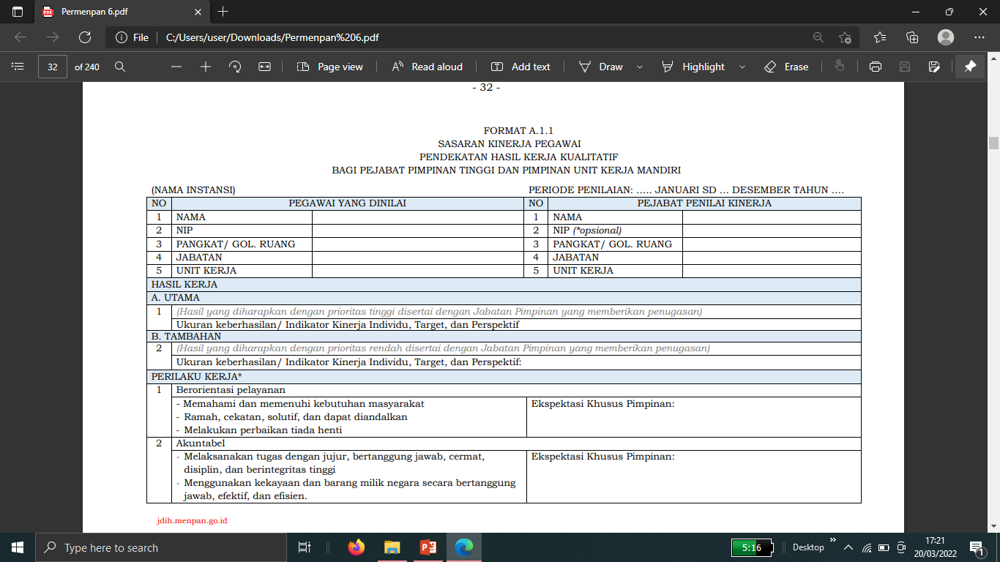 Permenpan 6.pdf
File
C:/Users/user/Downloads/Permenpan%206.pdf
32 of 240
Page view
Read aloud
Add text
Draw
Highlight
Erase
- 32 -
FORMAT A.1.1
SASARAN KINERJA PEGAWAI
PENDEKATAN HASIL KERJA KUALITATIF
BAGI PEJABAT PIMPINAN TINGGI DAN PIMPINAN UNIT KERJA MANDIRI
(NAMA INSTANSI) PERIODE PENILAIAN: ….. JANUARI SD … DESEMBER TAHUN ….
NO PEGAWAI YANG DINILAI NO PEJABAT PENILAI KINERJA
1 NAMA 1 NAMA
2 NIP 2 NIP (*opsional)
3 PANGKAT/ GOL. RUANG 3 PANGKAT/ GOL. RUANG
4 JABATAN 4 JABATAN
5 UNIT KERJA 5 UNIT KERJA
HASIL KERJA
A. UTAMA
1 (Hasil yang diharapkan dengan prioritas tinggi disertai dengan Jabatan Pimpinan yang memberikan penugasan)
Ukuran keberhasilan/ Indikator Kinerja Individu, Target, dan Perspektif
B. TAMBAHAN
2 (Hasil yang diharapkan dengan prioritas rendah disertai dengan Jabatan Pimpinan yang memberikan penugasan)
Ukuran keberhasilan/ Indikator Kinerja Individu, Target, dan Perspektif:
PERILAKU KERJA*
1 Berorientasi pelayanan
- Memahami dan memenuhi kebutuhan masyarakat
- Ramah, cekatan, solutif, dan dapat diandalkan
- Melakukan perbaikan tiada henti
Ekspektasi Khusus Pimpinan:
2 Akuntabel
- Melaksanakan tugas dengan jujur, bertanggung jawab, cermat,
disiplin, dan berintegritas tinggi
- Menggunakan kekayaan dan barang milik negara secara bertanggung
jawab, efektif, dan efisien.
Ekspektasi Khusus Pimpinan:
jdih.menpan.go.id
Type here to search
5:16
Desktop
17:21
20/03/2022
1